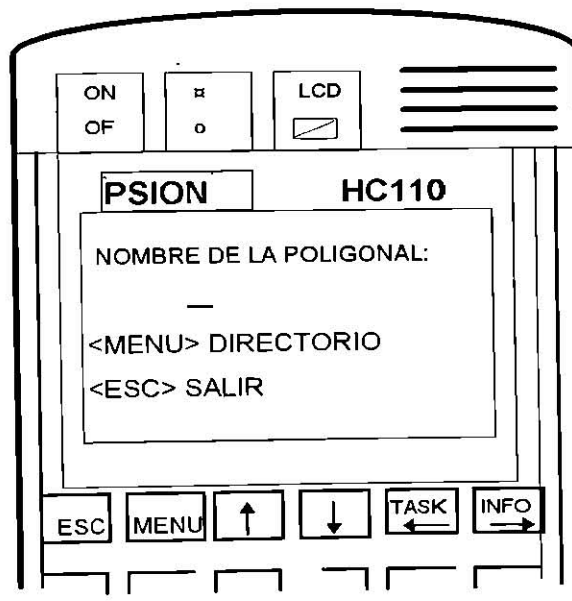 ON ¤ LCD
OF o
PSION HC110
NOMBRE DE LA POLIGONAL:
_
<MENU> DIRECTORIO
<ESC> SALIR
ESC MENU ↑ ↓ TASK ← INFO →